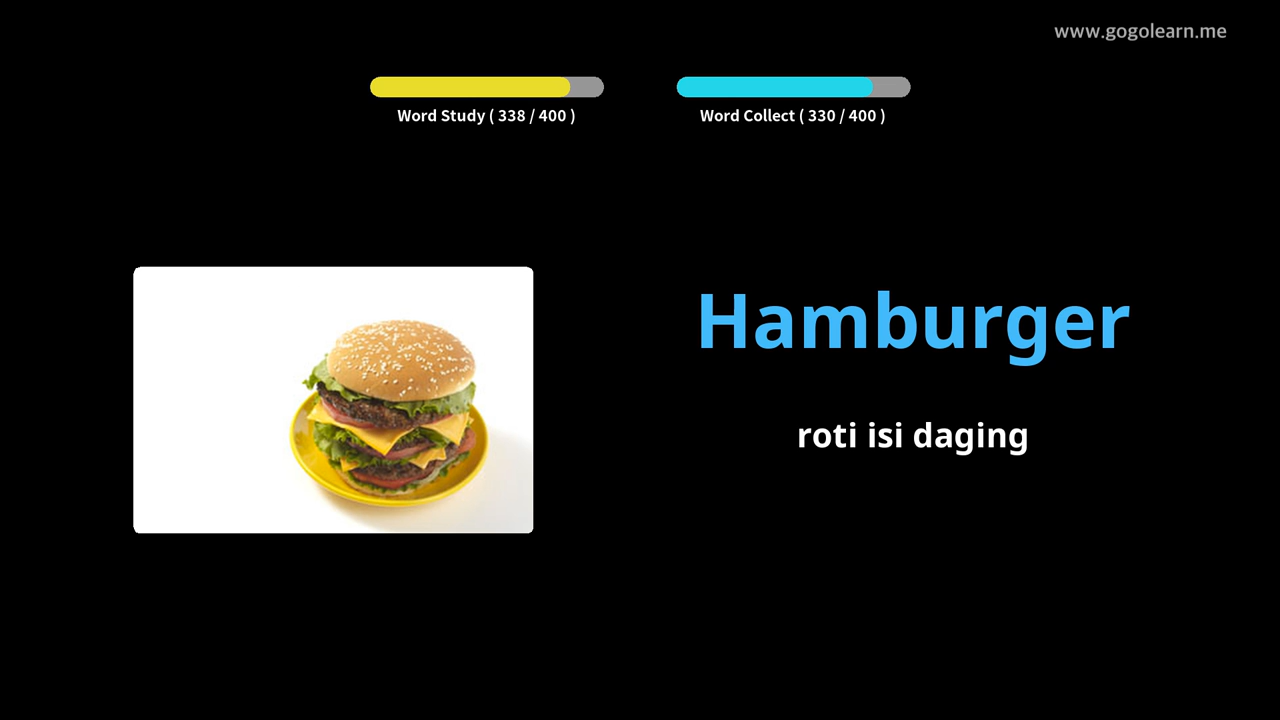 www.gogolearn.me
Word Study ( 338 / 400 )
Word Collect ( 330 / 400 )
Hamburger
roti isi daging